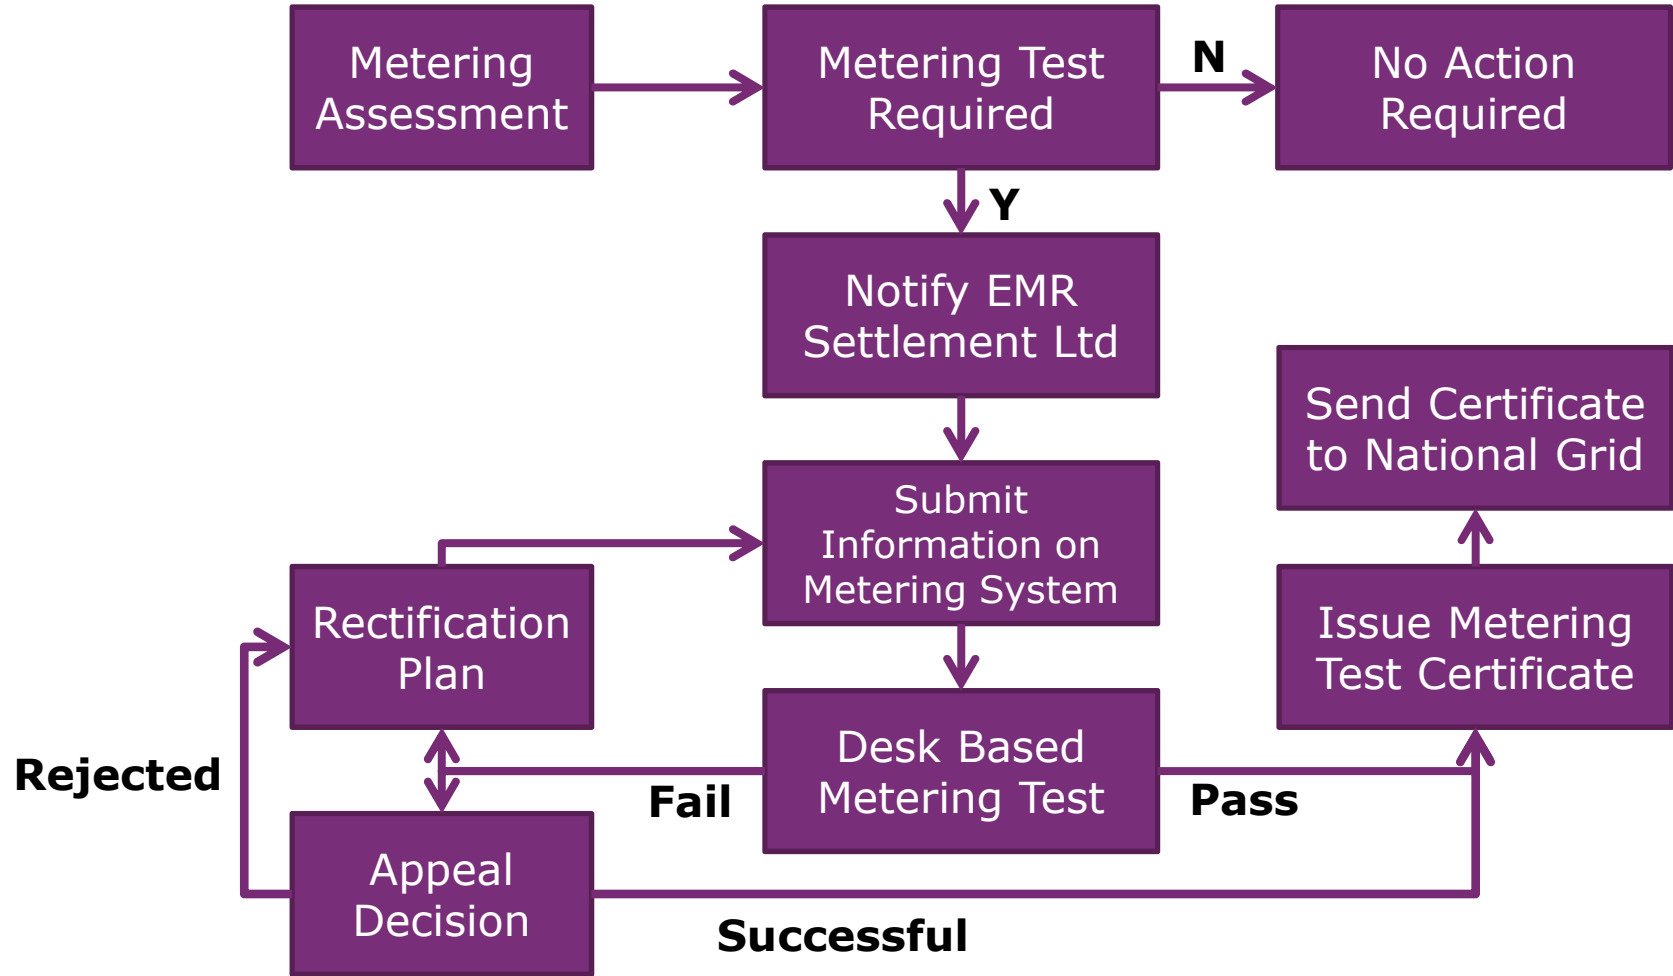 Metering
Assessment
Metering Test
Required
N
No Action
Required
Y
Notify EMR
Settlement Ltd
Send Certificate
to National Grid
Submit
Information on
Metering System
Rectification
Plan
Issue Metering
Test Certificate
Rejected
Desk Based
Metering Test
Fail
Pass
Appeal
Decision
Successful